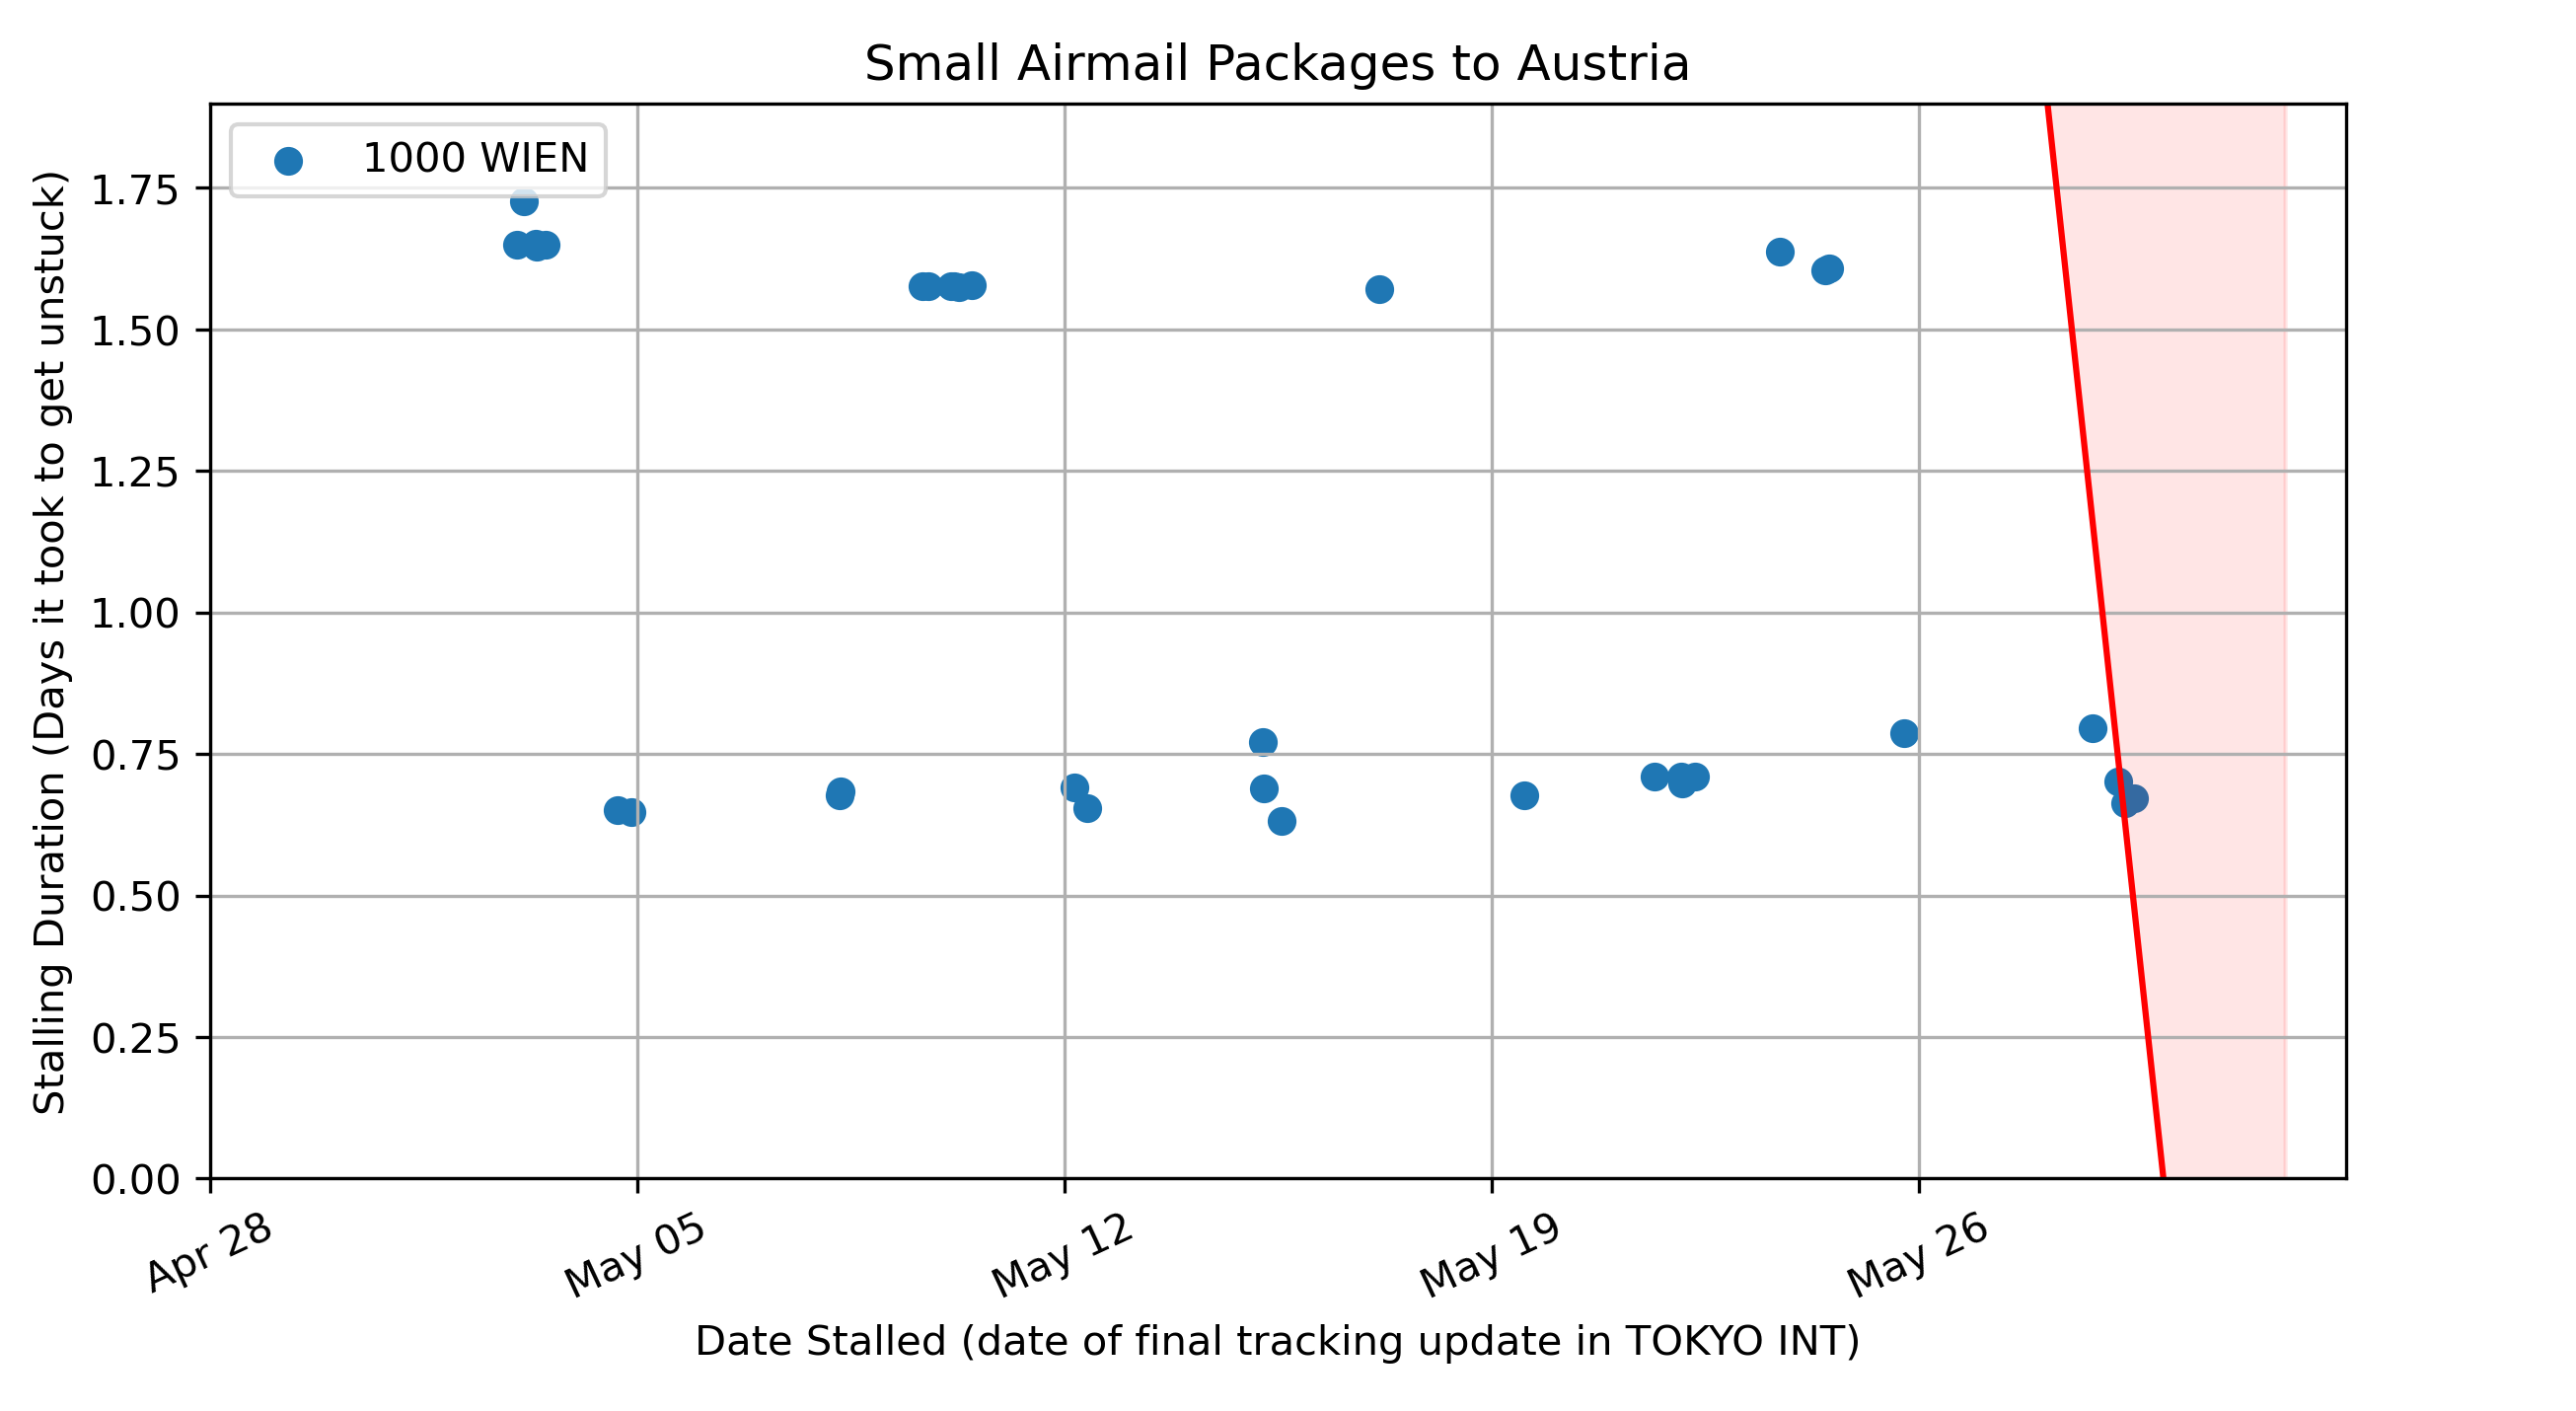 Small Airmail Packages to Austria
1000 WIEN
Stalling Duration (Days it took to get unstuck)
1.75
1.50
1.25
1.00
0.75
0.50
0.25
0.00
Apr 28
May 05
May 12
May 19
May 26
Date Stalled (date of final tracking update in TOKYO INT)